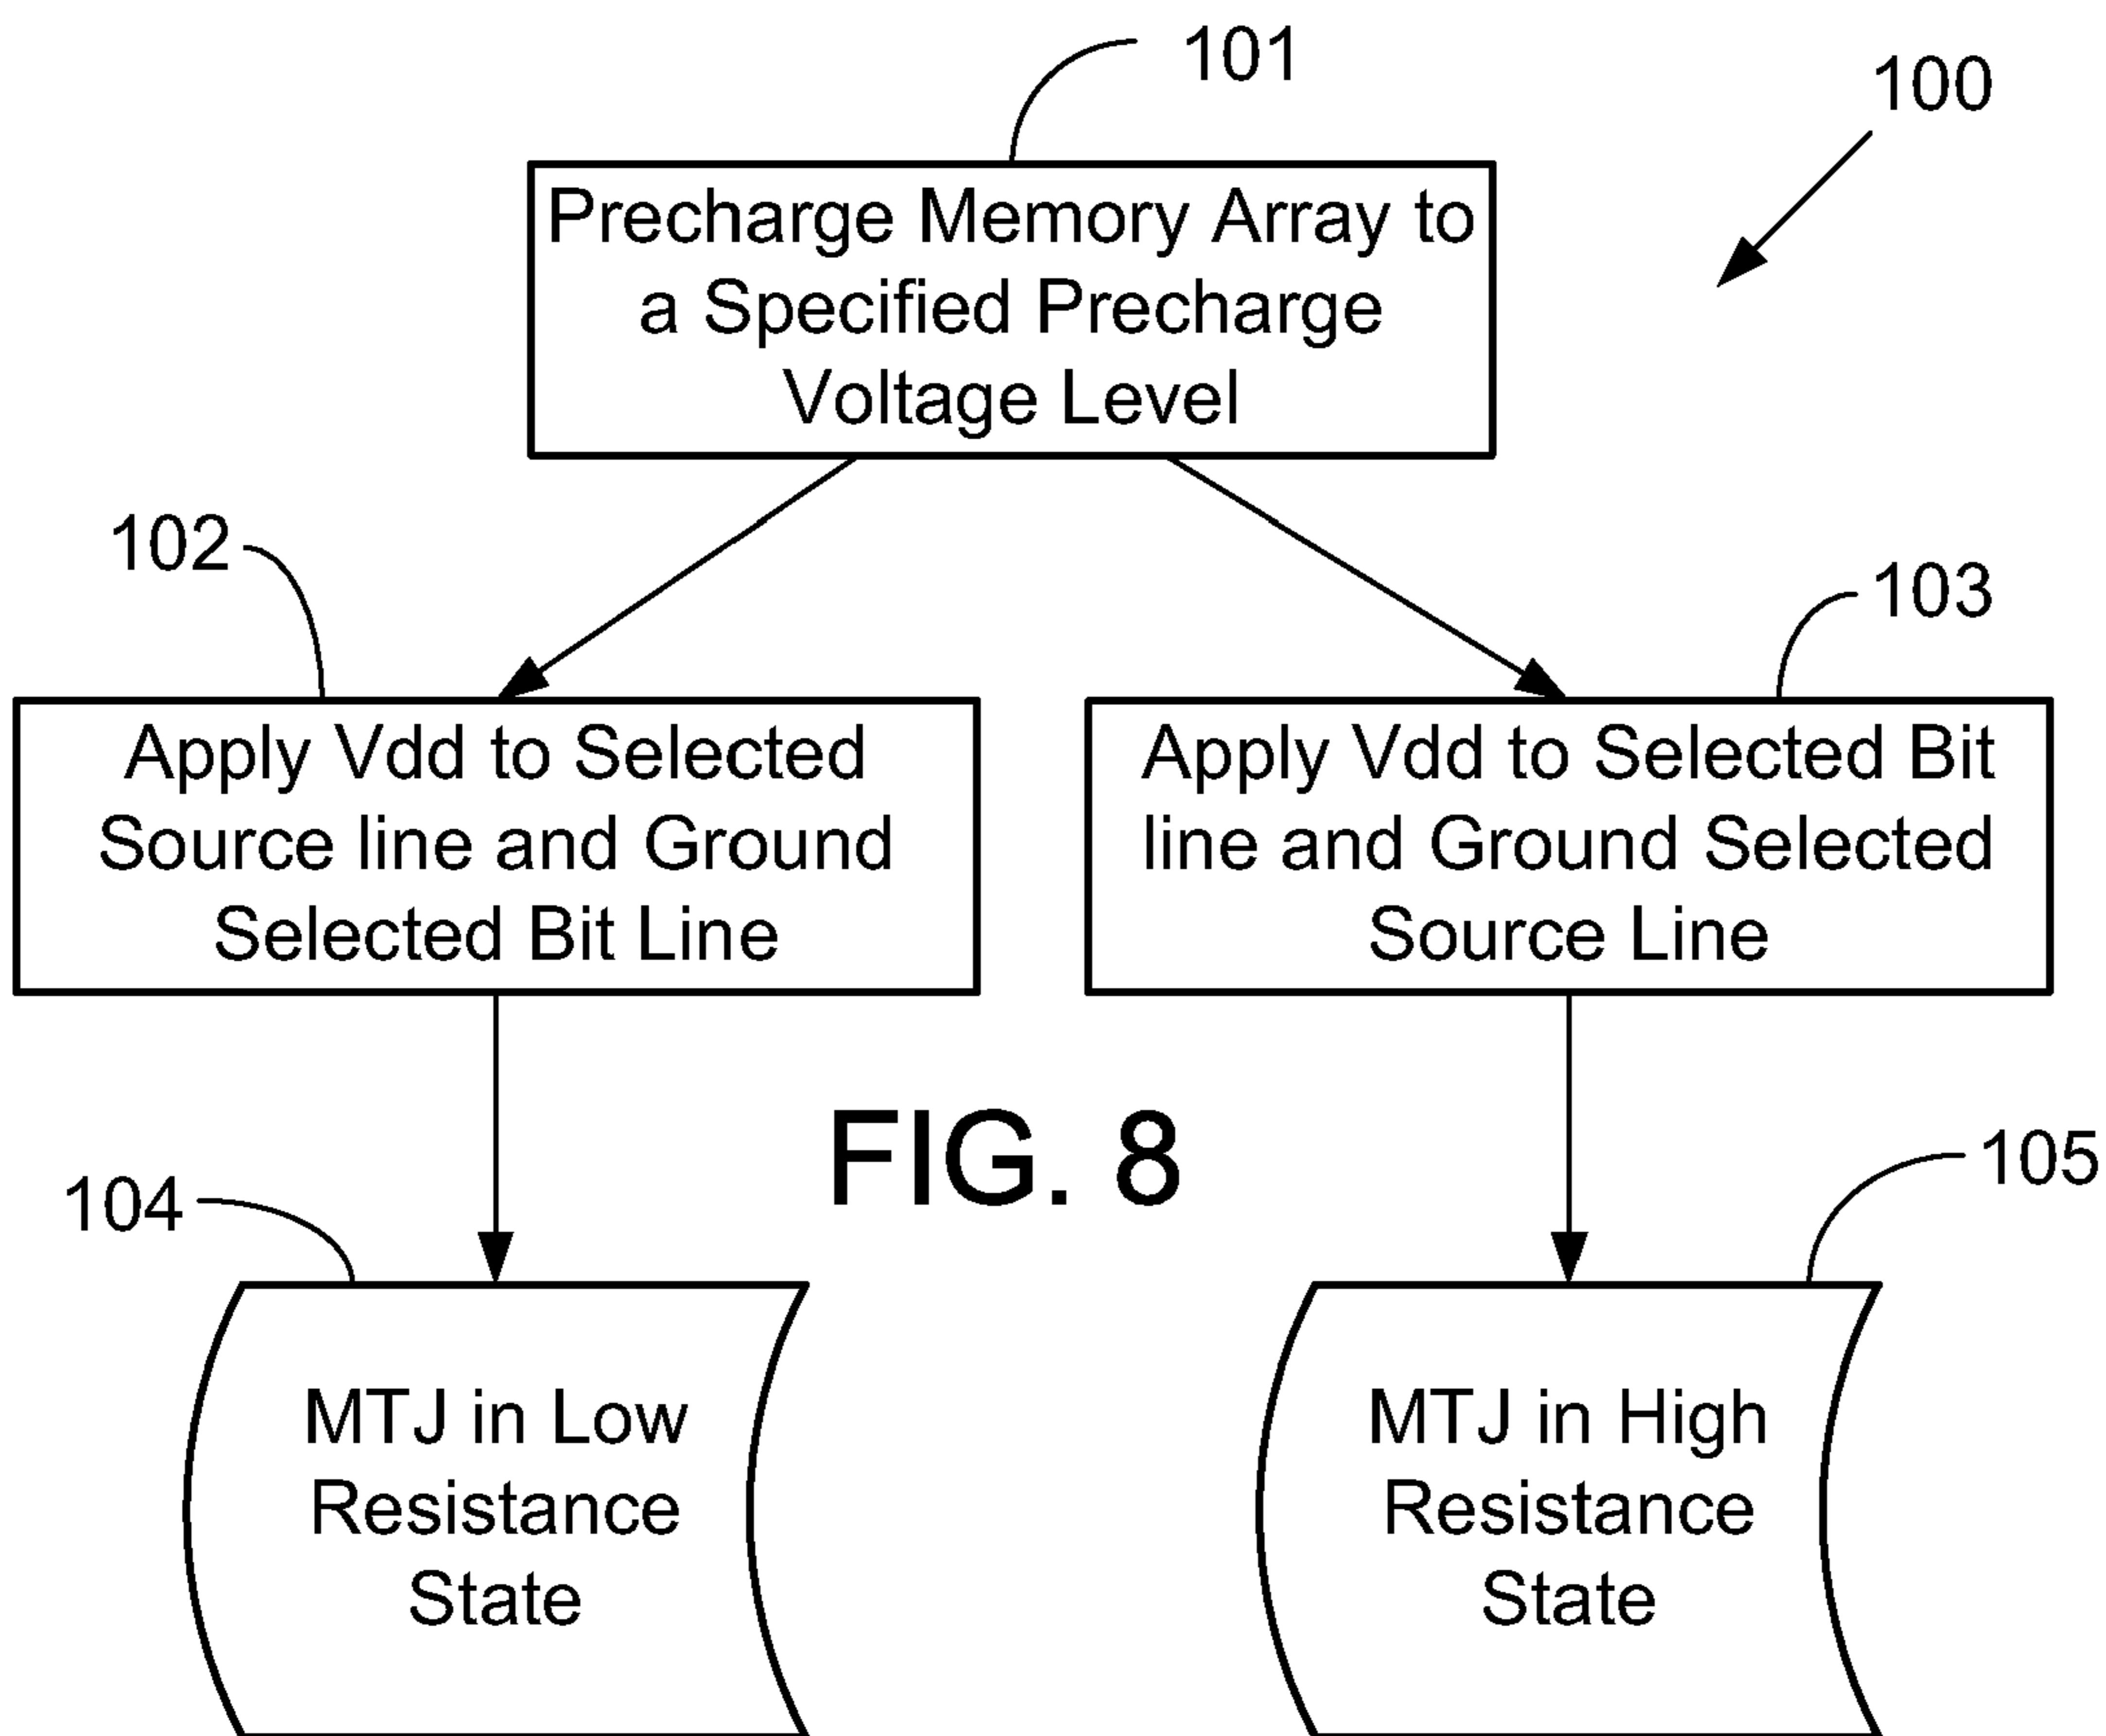 101
100
Precharge Memory Array to
a Specified Precharge
Voltage Level
102
103
Apply Vdd to Selected
Source line and Ground
Selected Bit Line
Apply Vdd to Selected Bit
line and Ground Selected
Source Line
FIG. 8
104
105
MTJ in Low
Resistance
State
MTJ in High
Resistance
State